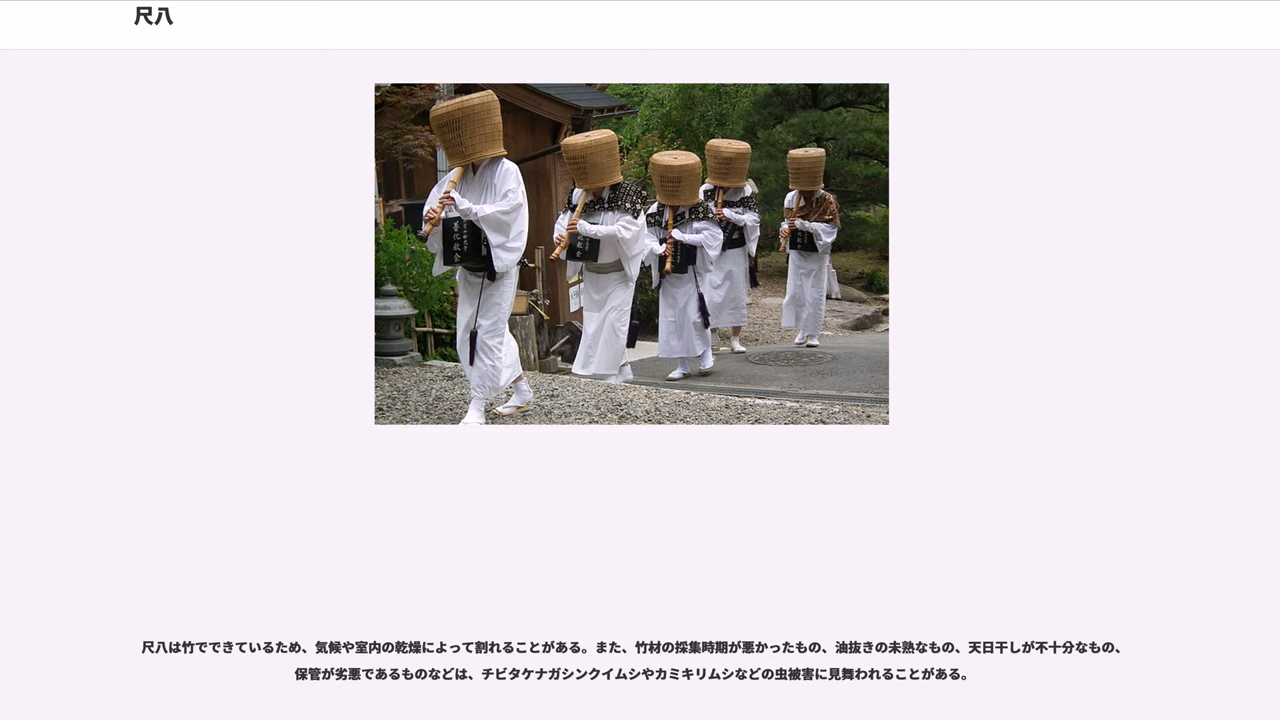 尺八
善化教会
尺八は竹でできているため、気候や室内の乾燥によって割れることがある。また、竹材の採集時期が悪かったもの、油抜きの未熟なもの、天日干しが不十分なもの、
保管が劣悪であるものなどは、チビタケナガシンクイムシやカミキリムシなどの虫被害に見舞われることがある。